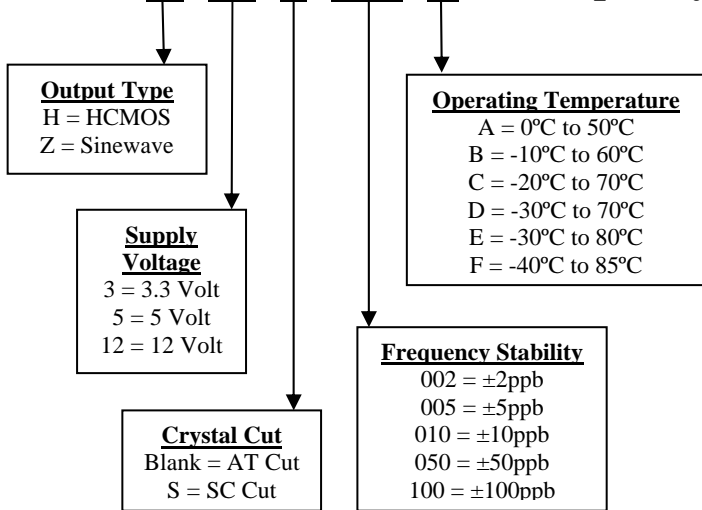 Output Type
H = HCMOS
Z = Sinewave
Operating Temperature
A = 0ºC to 50ºC
B = -10ºC to 60ºC
C = -20ºC to 70ºC
D = -30ºC to 70ºC
E = -30ºC to 80ºC
F = -40ºC to 85ºC
Supply
Voltage
3 = 3.3 Volt
5 = 5 Volt
12 = 12 Volt
Frequency Stability
002 = ±2ppb
005 = ±5ppb
010 = ±10ppb
050 = ±50ppb
100 = ±100ppb
Crystal Cut
Blank = AT Cut
S = SC Cut